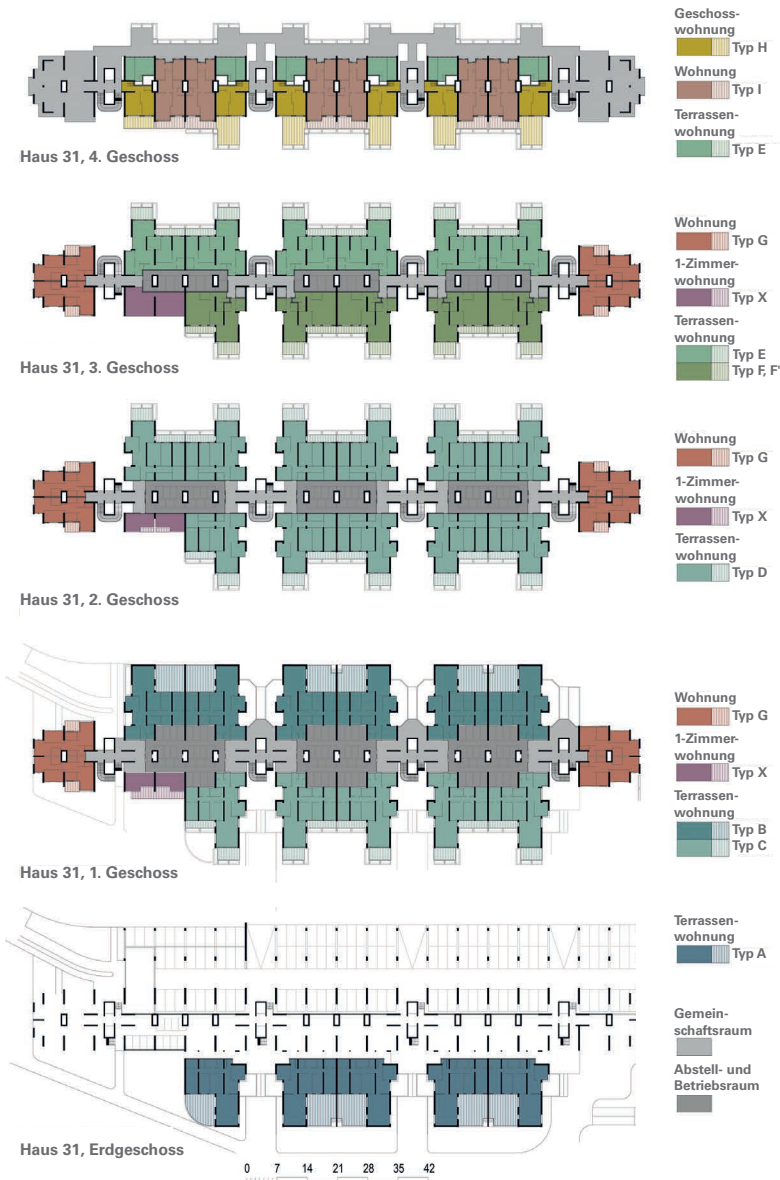 Geschoss-
wohnung
Typ H
Wohnung
Typ I
Terrassen-
wohnung
Typ E
Haus 31, 4. Geschoss
Wohnung
Typ G
1-Zimmer-
wohnung
Typ X
Terrassen-
wohnung
Typ E
Typ F, F'
Haus 31, 3. Geschoss
Wohnung
Typ G
1-Zimmer-
wohnung
Typ X
Terrassen-
wohnung
Typ D
Haus 31, 2. Geschoss
Wohnung
Typ G
1-Zimmer-
wohnung
Typ X
Terrassen-
wohnung
Typ B
Typ C
Haus 31, 1. Geschoss
Terrassen-
wohnung
Typ A
Gemein-
schaftsraum
Abstell- und
Betriebsraum
Haus 31, Erdgeschoss
0 7 14 21 28 35 42